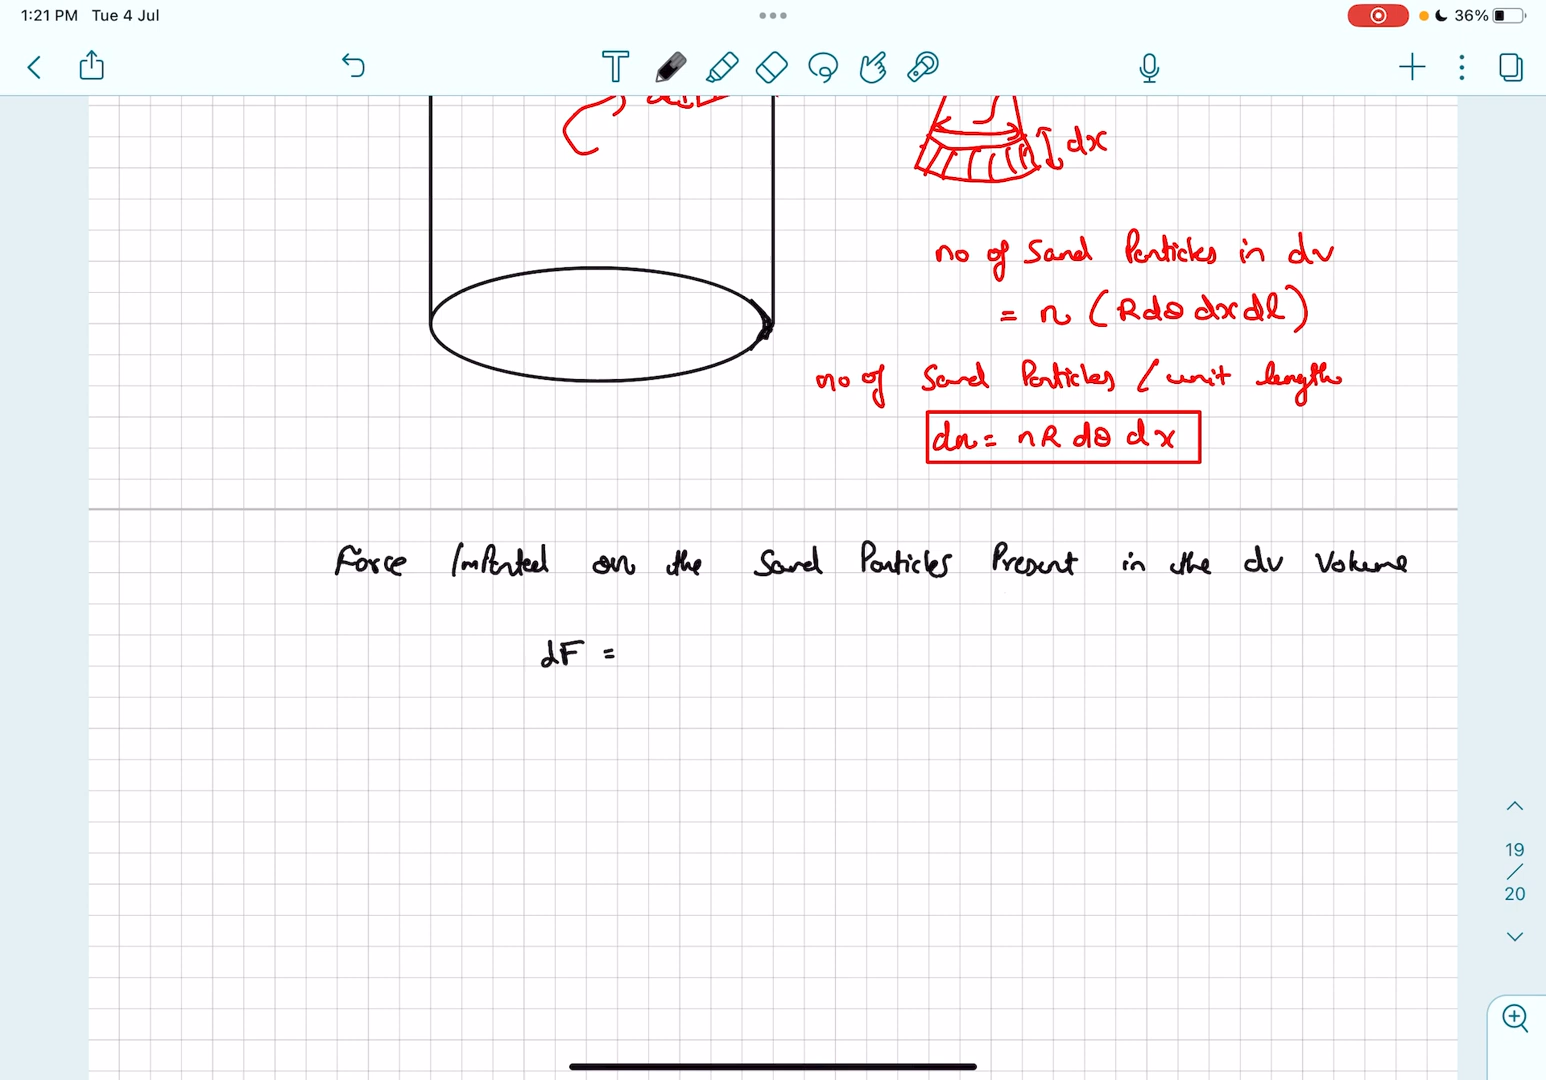 1:21 PM Tue 4 Jul
36%
T
dx
no of Sand Particles in dv
= n (Rdθ dx dl)
no of Sand Particles / unit length
dn = nR dθ dx
Force Imparted on the Sand Particles Present in the dv Volume
dF =
19
/
20